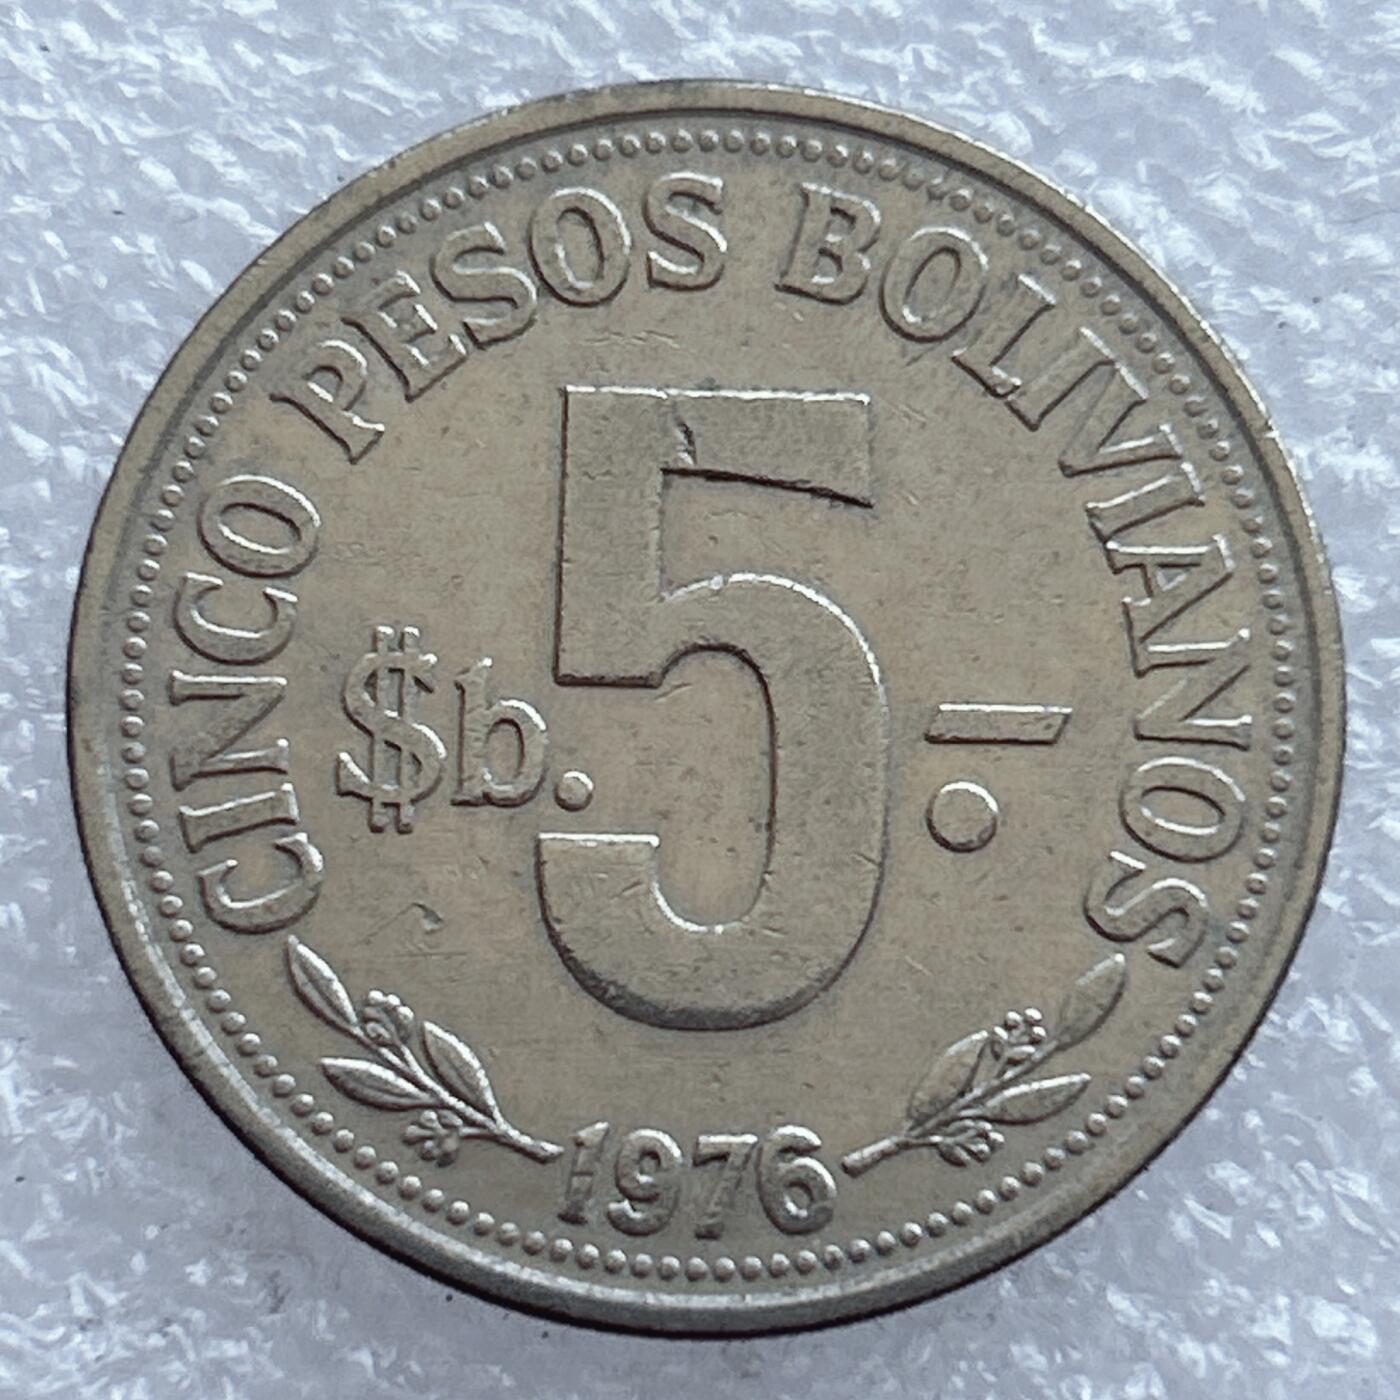 CINCO PESOS BOLIVIANOS
$b. 5.-
1976